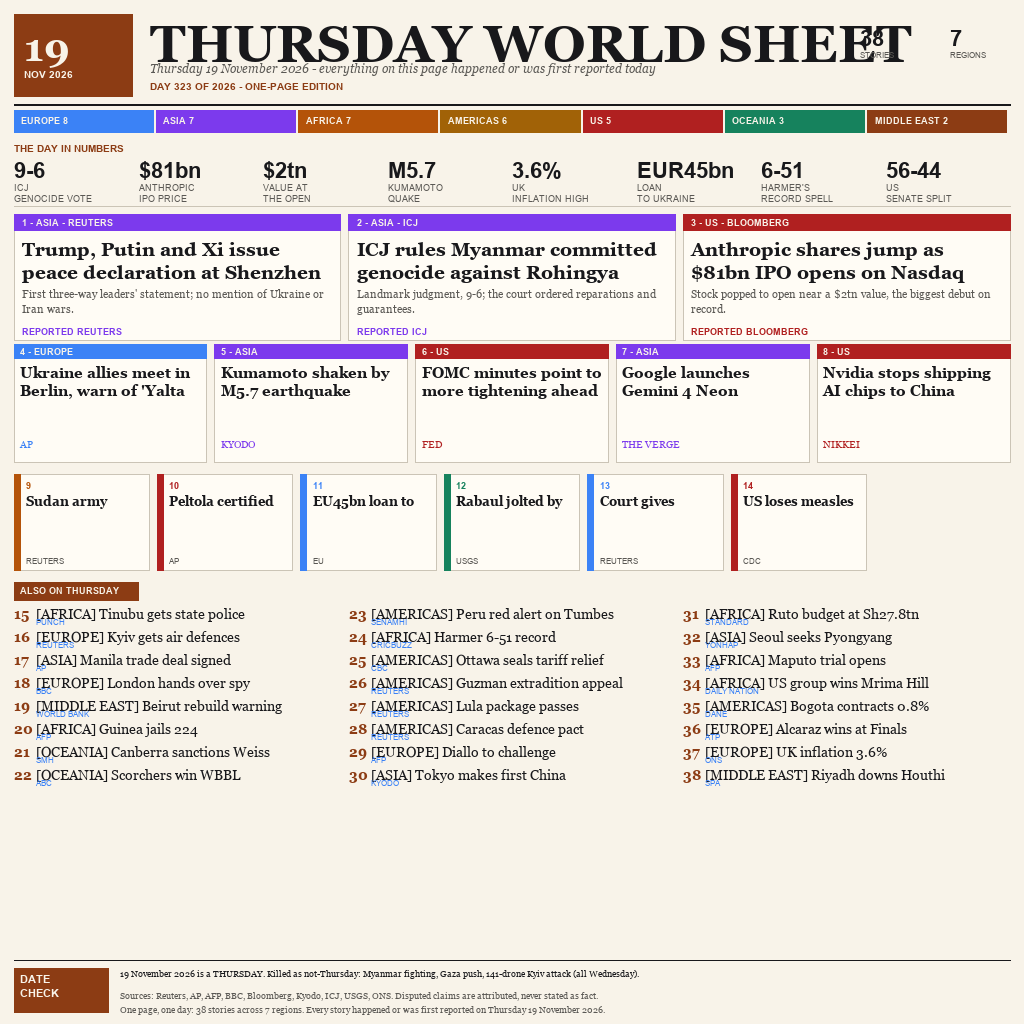 19
NOV 2026
THURSDAY WORLD SHEET
Thursday 19 November 2026 - everything on this page happened or was first reported today
DAY 323 OF 2026 - ONE-PAGE EDITION
38
STORIES
7
REGIONS
EUROPE 8
ASIA 7
AFRICA 7
AMERICAS 6
US 5
OCEANIA 3
MIDDLE EAST 2
THE DAY IN NUMBERS
9-6
ICJ
GENOCIDE VOTE
$81bn
ANTHROPIC
IPO PRICE
$2tn
VALUE AT
THE OPEN
M5.7
KUMAMOTO
QUAKE
3.6%
UK
INFLATION HIGH
EUR45bn
LOAN
TO UKRAINE
6-51
HARMER'S
RECORD SPELL
56-44
US
SENATE SPLIT
1 - ASIA - REUTERS
Trump, Putin and Xi issue
peace declaration at Shenzhen
First three-way leaders' statement; no mention of Ukraine or
Iran wars.
REPORTED REUTERS
2 - ASIA - ICJ
ICJ rules Myanmar committed
genocide against Rohingya
Landmark judgment, 9-6; the court ordered reparations and
guarantees.
REPORTED ICJ
3 - US - BLOOMBERG
Anthropic shares jump as
$81bn IPO opens on Nasdaq
Stock popped to open near a $2tn value, the biggest debut on
record.
REPORTED BLOOMBERG
4 - EUROPE
Ukraine allies meet in
Berlin, warn of 'Yalta
AP
5 - ASIA
Kumamoto shaken by
M5.7 earthquake
KYODO
6 - US
FOMC minutes point to
more tightening ahead
FED
7 - ASIA
Google launches
Gemini 4 Neon
THE VERGE
8 - US
Nvidia stops shipping
AI chips to China
NIKKEI
9
Sudan army
REUTERS
10
Peltola certified
AP
11
EU45bn loan to
EU
12
Rabaul jolted by
USGS
13
Court gives
REUTERS
14
US loses measles
CDC
ALSO ON THURSDAY
15 [AFRICA] Tinubu gets state police
PUNCH
16 [EUROPE] Kyiv gets air defences
REUTERS
17 [ASIA] Manila trade deal signed
AP
18 [EUROPE] London hands over spy
BBC
19 [MIDDLE EAST] Beirut rebuild warning
WORLD BANK
20 [AFRICA] Guinea jails 224
AFP
21 [OCEANIA] Canberra sanctions Weiss
SMH
22 [OCEANIA] Scorchers win WBBL
ABC
23 [AMERICAS] Peru red alert on Tumbes
SENAMHI
24 [AFRICA] Harmer 6-51 record
CRICBUZZ
25 [AMERICAS] Ottawa seals tariff relief
CBC
26 [AMERICAS] Guzman extradition appeal
REUTERS
27 [AMERICAS] Lula package passes
REUTERS
28 [AMERICAS] Caracas defence pact
REUTERS
29 [EUROPE] Diallo to challenge
AFP
30 [ASIA] Tokyo makes first China
KYODO
31 [AFRICA] Ruto budget at Sh27.8tn
STANDARD
32 [ASIA] Seoul seeks Pyongyang
YONHAP
33 [AFRICA] Maputo trial opens
AFP
34 [AFRICA] US group wins Mrima Hill
DAILY NATION
35 [AMERICAS] Bogota contracts 0.8%
DANE
36 [EUROPE] Alcaraz wins at Finals
ATP
37 [EUROPE] UK inflation 3.6%
ONS
38 [MIDDLE EAST] Riyadh downs Houthi
SPA
DATE
CHECK
19 November 2026 is a THURSDAY. Killed as not-Thursday: Myanmar fighting, Gaza push, 141-drone Kyiv attack (all Wednesday).
Sources: Reuters, AP, AFP, BBC, Bloomberg, Kyodo, ICJ, USGS, ONS. Disputed claims are attributed, never stated as fact.
One page, one day: 38 stories across 7 regions. Every story happened or was first reported on Thursday 19 November 2026.